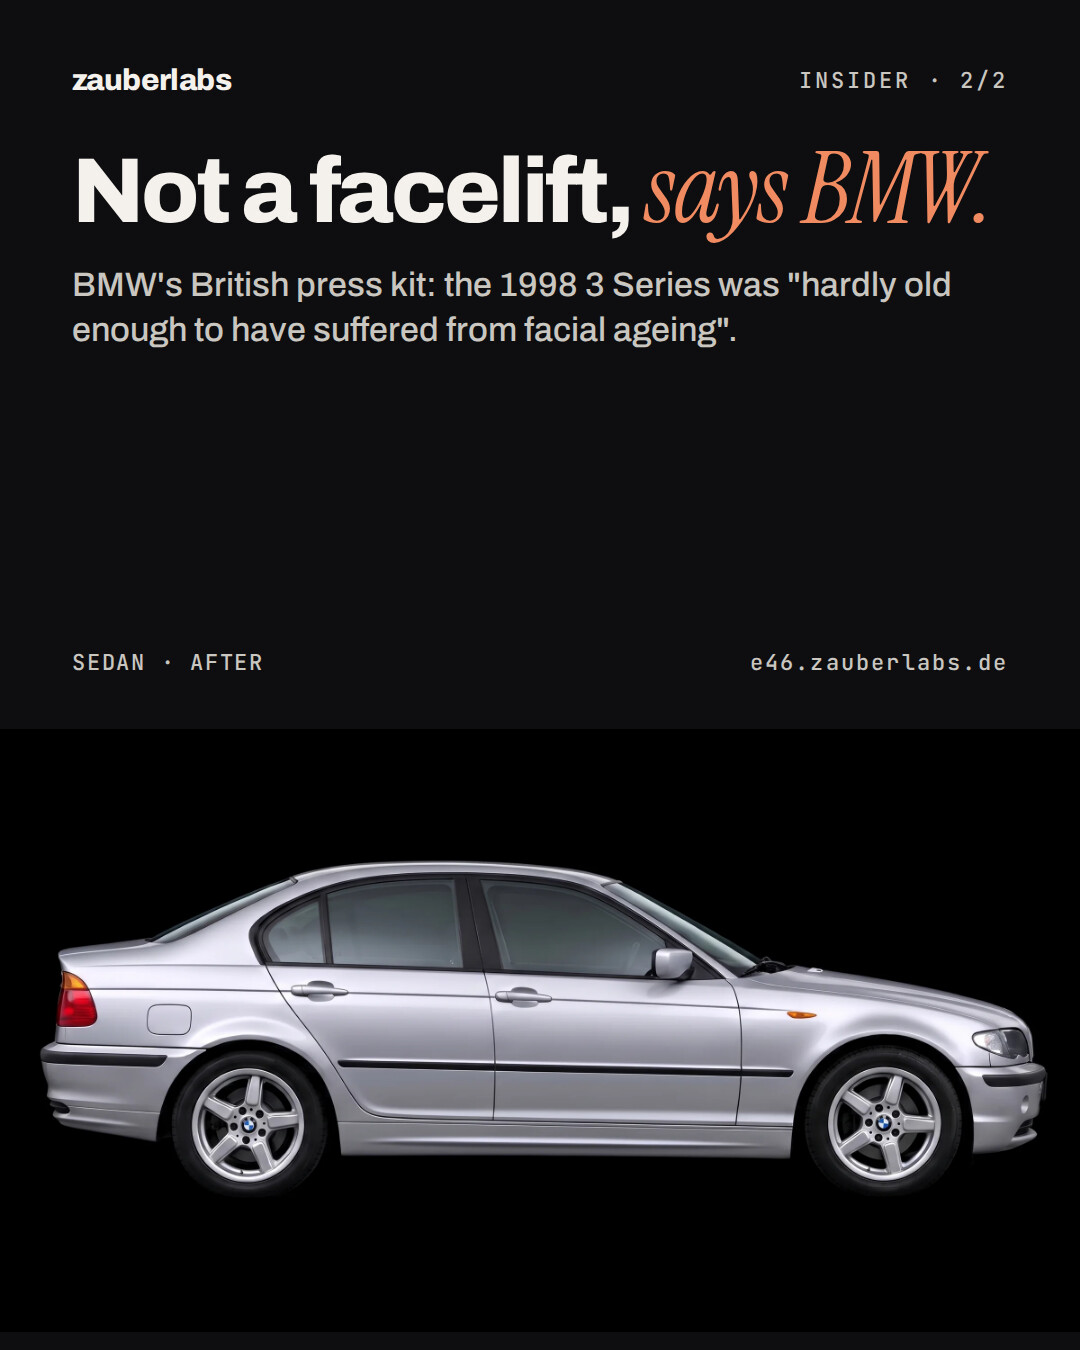 zauberlabs
INSIDER · 2/2
Not a facelift, says BMW.
BMW's British press kit: the 1998 3 Series was "hardly old
enough to have suffered from facial ageing".
SEDAN · AFTER
e46.zauberlabs.de